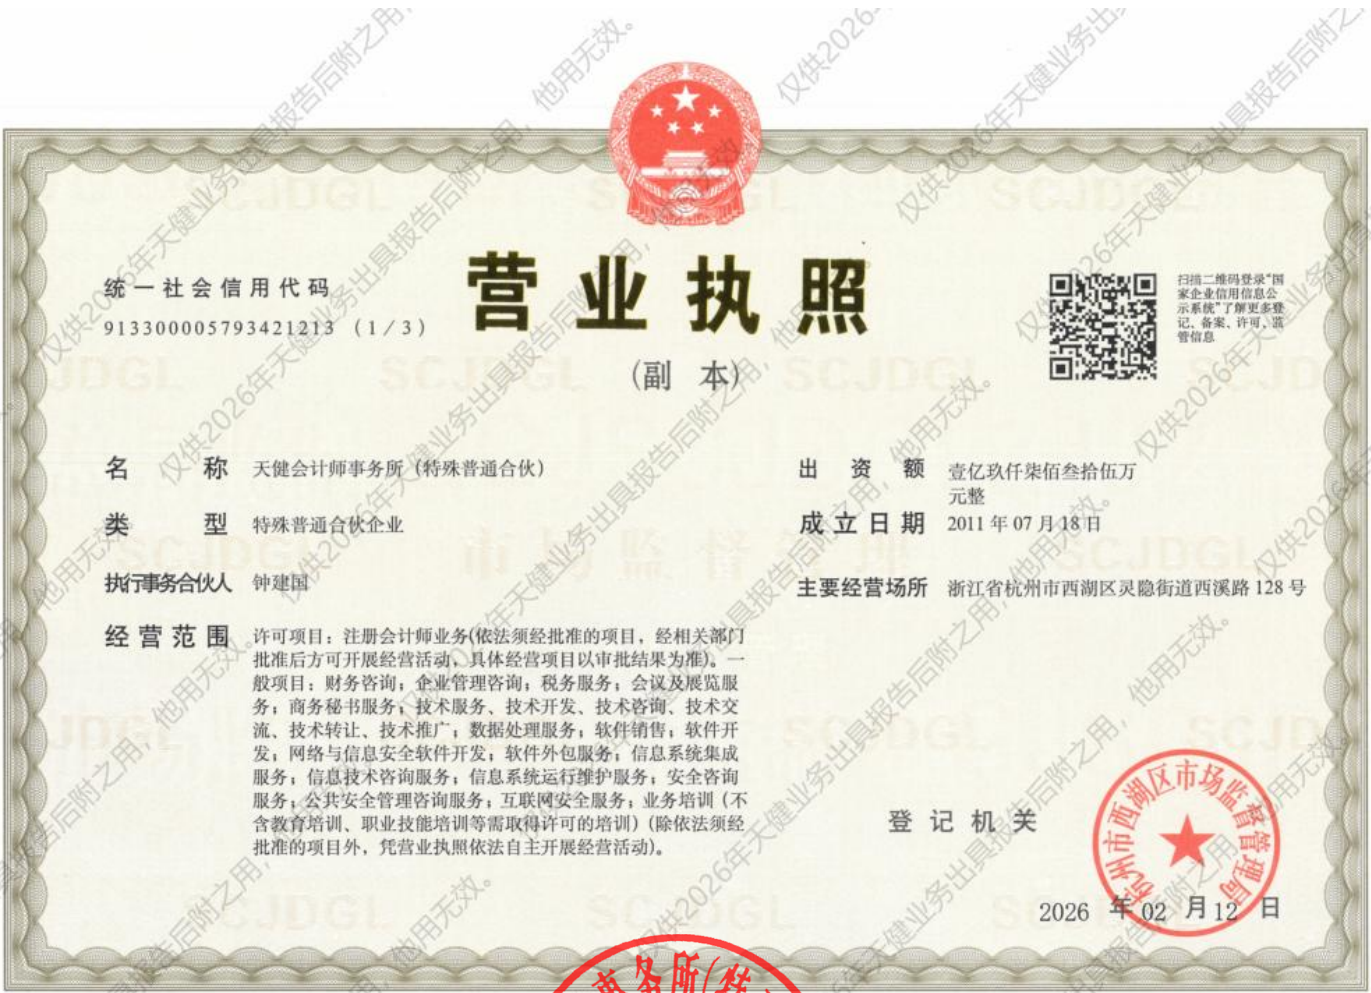 营业执照
(副 本)
统一社会信用代码
913300005793421213 (1/3)
扫描二维码登录“国
家企业信用信息公
示系统”了解更多登
记、备案、许可、监
管信息
名 称 天健会计师事务所（特殊普通合伙）
类 型 特殊普通合伙企业
执行事务合伙人 钟建国
经营范围 许可项目：注册会计师业务(依法须经批准的项目，经相关部门
批准后方可开展经营活动，具体经营项目以审批结果为准)。一
般项目：财务咨询；企业管理咨询；税务服务；会议及展览服
务；商务秘书服务；技术服务、技术开发、技术咨询、技术交
流、技术转让、技术推广；数据处理服务；软件销售；软件开
发；网络与信息安全软件开发；软件外包服务；信息系统集成
服务；信息技术咨询服务；信息系统运行维护服务；安全咨询
服务；公共安全管理咨询服务；互联网安全服务；业务培训（不
含教育培训、职业技能培训等需取得许可的培训）(除依法须经
批准的项目外，凭营业执照依法自主开展经营活动)。
出 资 额 壹亿玖仟柒佰叁拾伍万
元整
成立日期 2011 年 07 月 18 日
主要经营场所 浙江省杭州市西湖区灵隐街道西溪路 128 号
登记机关
杭州市西湖区市场监督管理局
2026 年 02 月 12 日
事务所(特
仅供2026年天健业务出具报告后附之用，他用无效。
SCJDGL
市场监督管理